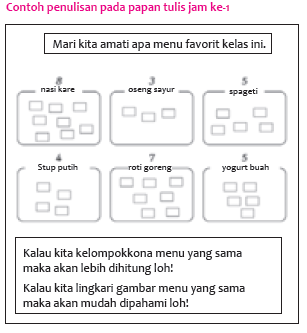 Contoh penulisan pada papan tulis jam ke-1
Mari kita amati apa menu favorit kelas ini.
8 3 5
nasi kare oseng sayur spageti
4 7 5
Stup putih roti goreng yogurt buah
Kalau kita kelompokkona menu yang sama
maka akan lebih dihitung loh!
Kalau kita lingkari gambar menu yang sama
maka akan mudah dipahami loh!